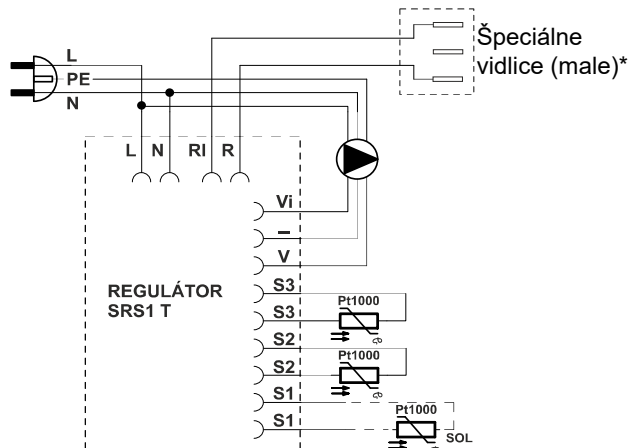 L
PE
N
Špeciálne
vidlice (male)*
L N RI R
Vi
–
V
REGULÁTOR
SRS1 T
S3
S3
Pt1000
S2
S2
Pt1000
S1
S1
Pt1000
SOL